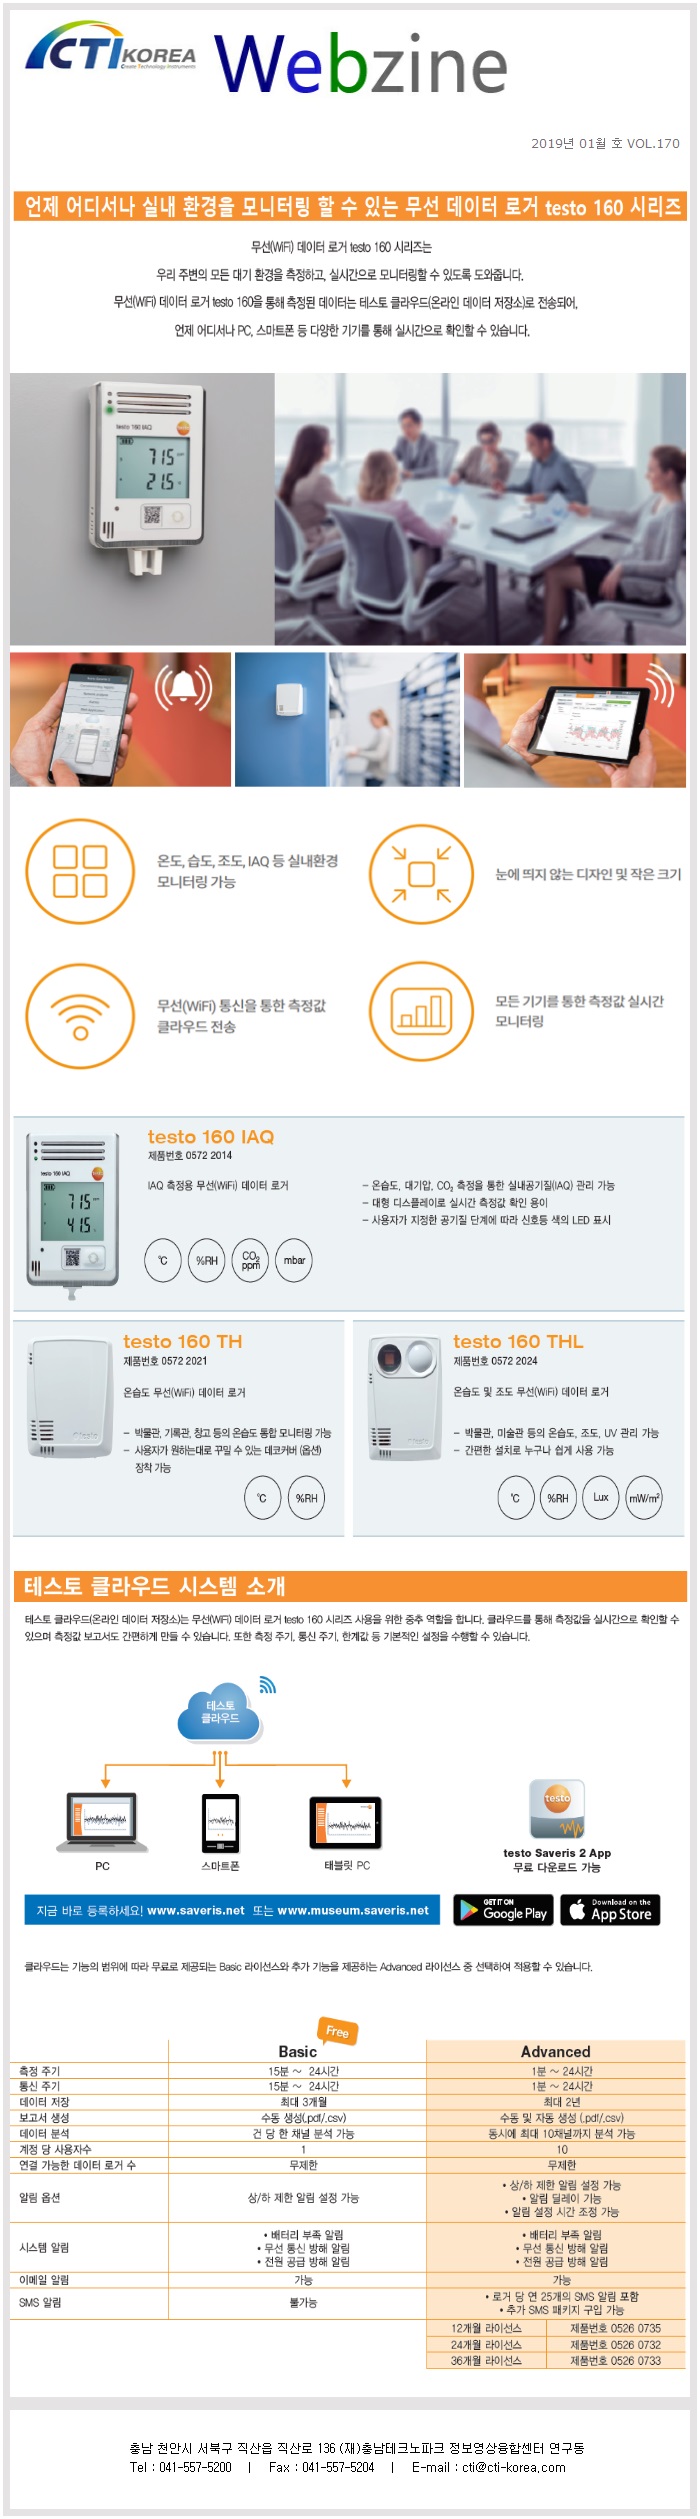 CTI KOREA
Create Technology Instruments
Webzine
2019년 01월 호 VOL.170
언제 어디서나 실내 환경을 모니터링 할 수 있는 무선 데이터 로거 testo 160 시리즈
무선(WiFi) 데이터 로거 testo 160 시리즈는
우리 주변의 모든 대기 환경을 측정하고, 실시간으로 모니터링할 수 있도록 도와줍니다.
무선(WiFi) 데이터 로거 testo 160을 통해 측정된 데이터는 테스토 클라우드(온라인 데이터 저장소)로 전송되어,
언제 어디서나 PC, 스마트폰 등 다양한 기기를 통해 실시간으로 확인할 수 있습니다.
testo 160 IAQ
715
21.5
온도, 습도, 조도, IAQ 등 실내환경
모니터링 가능
눈에 띄지 않는 디자인 및 작은 크기
무선(WiFi) 통신을 통한 측정값
클라우드 전송
모든 기기를 통한 측정값 실시간
모니터링
testo 160 IAQ
제품번호 0572 2014
IAQ 측정용 무선(WiFi) 데이터 로거
– 온습도, 대기압, CO₂ 측정을 통한 실내공기질(IAQ) 관리 가능
– 대형 디스플레이로 실시간 측정값 확인 용이
– 사용자가 지정한 공기질 단계에 따라 신호등 색의 LED 표시
testo 160 IAQ
715
41.5
℃ %RH CO₂ ppm mbar
testo 160 TH
제품번호 0572 2021
온습도 무선(WiFi) 데이터 로거
– 박물관, 기록관, 창고 등의 온습도 통합 모니터링 가능
– 사용자가 원하는대로 꾸밀 수 있는 데코커버 (옵션)
장착 가능
℃ %RH
testo 160 THL
제품번호 0572 2024
온습도 및 조도 무선(WiFi) 데이터 로거
– 박물관, 미술관 등의 온습도, 조도, UV 관리 가능
– 간편한 설치로 누구나 쉽게 사용 가능
℃ %RH Lux mW/m²
테스토 클라우드 시스템 소개
테스토 클라우드(온라인 데이터 저장소)는 무선(WiFi) 데이터 로거 testo 160 시리즈 사용을 위한 중추 역할을 합니다. 클라우드를 통해 측정값을 실시간으로 확인할 수
있으며 측정값 보고서도 간편하게 만들 수 있습니다. 또한 측정 주기, 통신 주기, 한계값 등 기본적인 설정을 수행할 수 있습니다.
테스토
클라우드
PC
스마트폰
태블릿 PC
testo
testo Saveris 2 App
무료 다운로드 가능
지금 바로 등록하세요! www.saveris.net 또는 www.museum.saveris.net
GET IT ON
Google Play
Download on the
App Store
클라우드는 기능의 범위에 따라 무료로 제공되는 Basic 라이선스와 추가 기능을 제공하는 Advanced 라이선스 중 선택하여 적용할 수 있습니다.
Free
Basic Advanced
측정 주기 15분 ~ 24시간 1분 ~ 24시간
통신 주기 15분 ~ 24시간 1분 ~ 24시간
데이터 저장 최대 3개월 최대 2년
보고서 생성 수동 생성(.pdf/.csv) 수동 및 자동 생성 (.pdf/.csv)
데이터 분석 건 당 한 채널 분석 가능 동시에 최대 10채널까지 분석 가능
계정 당 사용자수 1 10
연결 가능한 데이터 로거 수 무제한 무제한
알림 옵션 상/하 제한 알림 설정 가능
• 상/하 제한 알림 설정 가능
• 알림 딜레이 기능
• 알림 설정 시간 조정 가능
시스템 알림
• 배터리 부족 알림
• 무선 통신 방해 알림
• 전원 공급 방해 알림
• 배터리 부족 알림
• 무선 통신 방해 알림
• 전원 공급 방해 알림
이메일 알림 가능 가능
SMS 알림 불가능
• 로거 당 연 25개의 SMS 알림 포함
• 추가 SMS 패키지 구입 가능
12개월 라이선스 제품번호 0526 0735
24개월 라이선스 제품번호 0526 0732
36개월 라이선스 제품번호 0526 0733
충남 천안시 서북구 직산읍 직산로 136 (재)충남테크노파크 정보영상융합센터 연구동
Tel : 041-557-5200 | Fax : 041-557-5204 | E-mail : cti@cti-korea.com